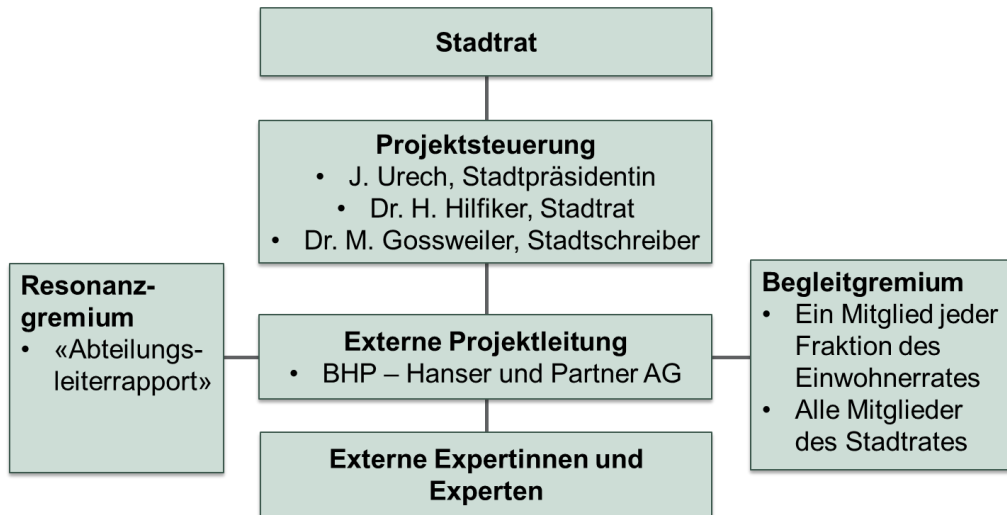 Stadtrat
Projektsteuerung
• J. Urech, Stadtpräsidentin
• Dr. H. Hilfiker, Stadtrat
• Dr. M. Gossweiler, Stadtschreiber
Resonanz-
gremium
• «Abteilungs-
leiterrapport»
Externe Projektleitung
• BHP – Hanser und Partner AG
Begleitgremium
• Ein Mitglied jeder
Fraktion des
Einwohnerrates
• Alle Mitglieder
des Stadtrates
Externe Expertinnen und
Experten